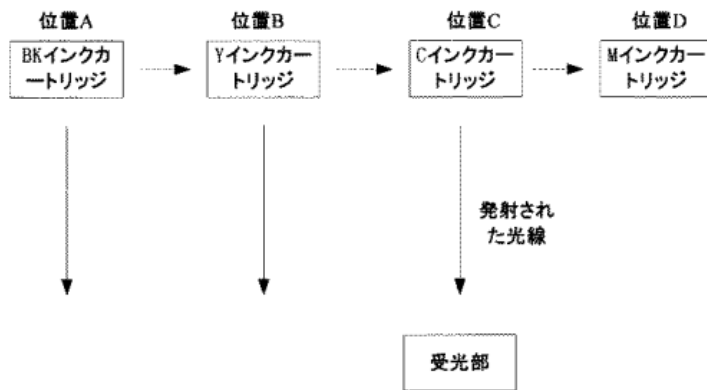 位置A
位置B
位置C
位置D
BKインクカ
ートリッジ
Yインクカー
トリッジ
Cインクカー
トリッジ
Mインクカー
トリッジ
発射され
た光線
受光部